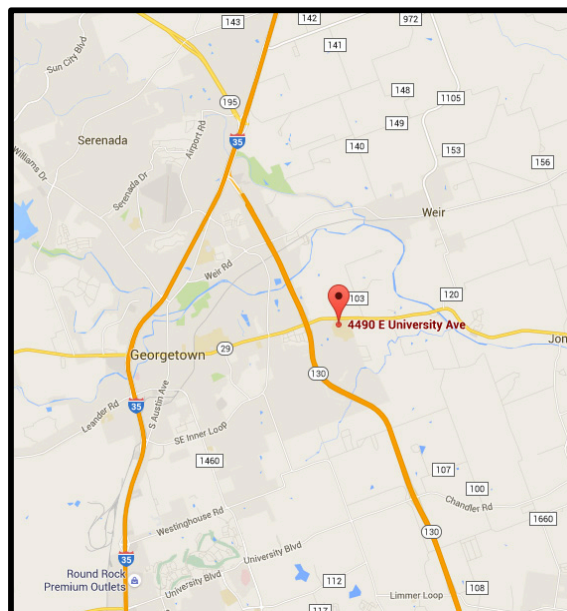 142
972
143
141
Sun City Blvd
148
1105
195
149
Airport Rd
35
Serenada
140
153
156
Williams Dr
Serenada Dr
Weir
Weir Rd
103
120
4490 E University Ave
29
Georgetown
Jon
130
S Austin Ave
Leander Rd
35
SE Inner Loop
1460
107
100
Chandler Rd
Westinghouse Rd
1660
130
35
University Blvd
Round Rock
Premium Outlets
University Blvd
112
108
Limmer Loop
117